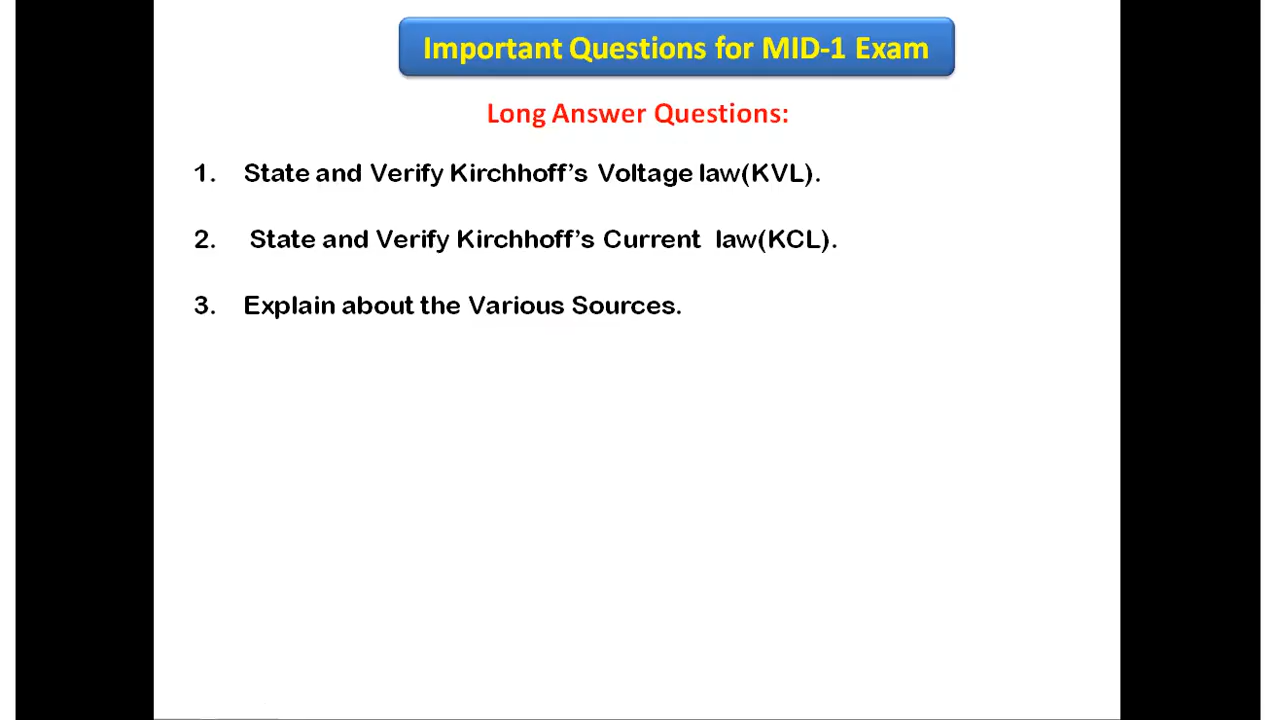 Important Questions for MID-1 Exam
Long Answer Questions:
1. State and Verify Kirchhoff’s Voltage law(KVL).
2. State and Verify Kirchhoff’s Current law(KCL).
3. Explain about the Various Sources.